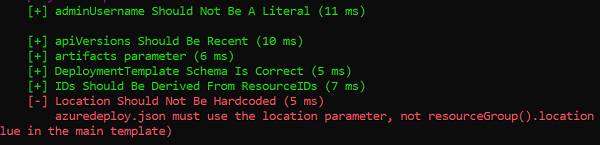 [+] adminUsername Should Not Be A Literal (11 ms)
[+] apiVersions Should Be Recent (10 ms)
[+] artifacts parameter (6 ms)
[+] DeploymentTemplate Schema Is Correct (5 ms)
[+] IDs Should Be Derived From ResourceIDs (7 ms)
[-] Location Should Not Be Hardcoded (5 ms)
azuredeploy.json must use the location parameter, not resourceGroup().location
lue in the main template)